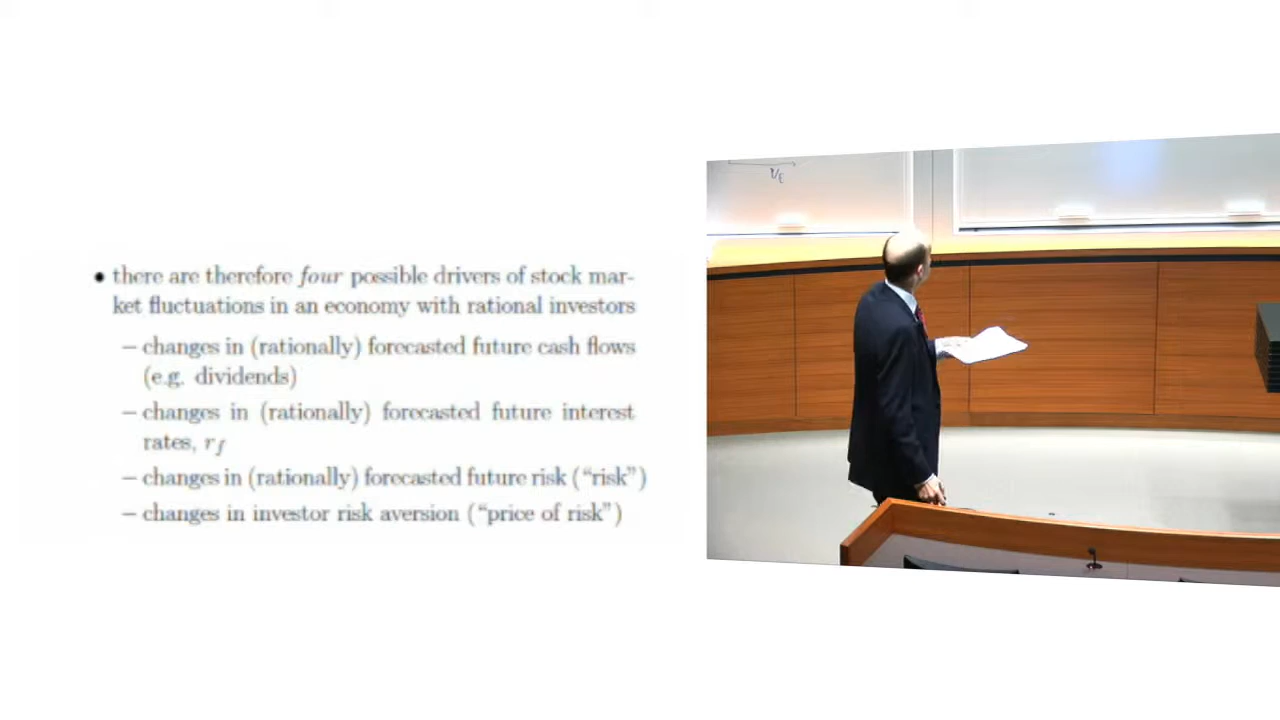 • there are therefore four possible drivers of stock mar-
ket fluctuations in an economy with rational investors
– changes in (rationally) forecasted future cash flows
(e.g. dividends)
– changes in (rationally) forecasted future interest
rates, r_f
– changes in (rationally) forecasted future risk (“risk”)
– changes in investor risk aversion (“price of risk”)